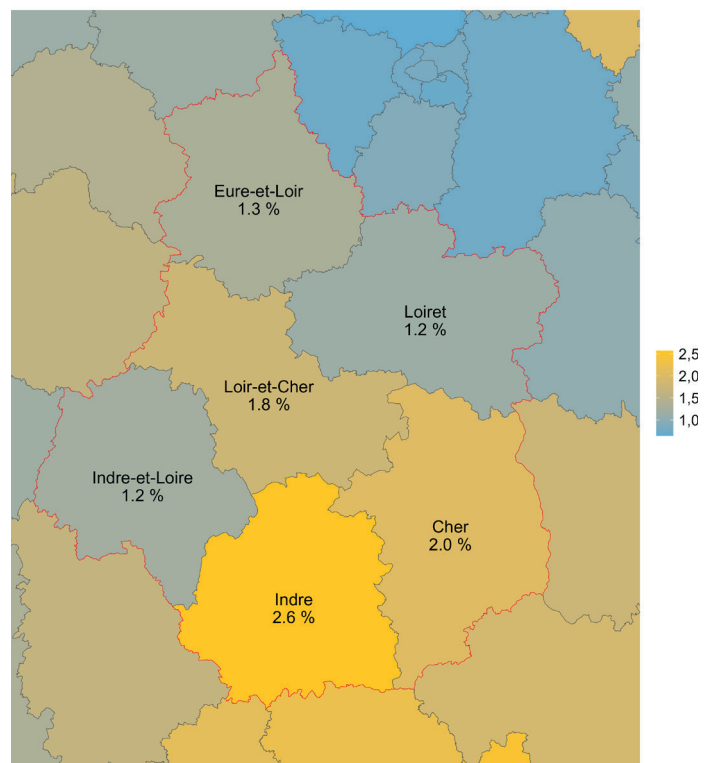 Eure-et-Loir
1.3 %
Loiret
1.2 %
Loir-et-Cher
1.8 %
Indre-et-Loire
1.2 %
Cher
2.0 %
Indre
2.6 %
2,5
2,0
1,5
1,0